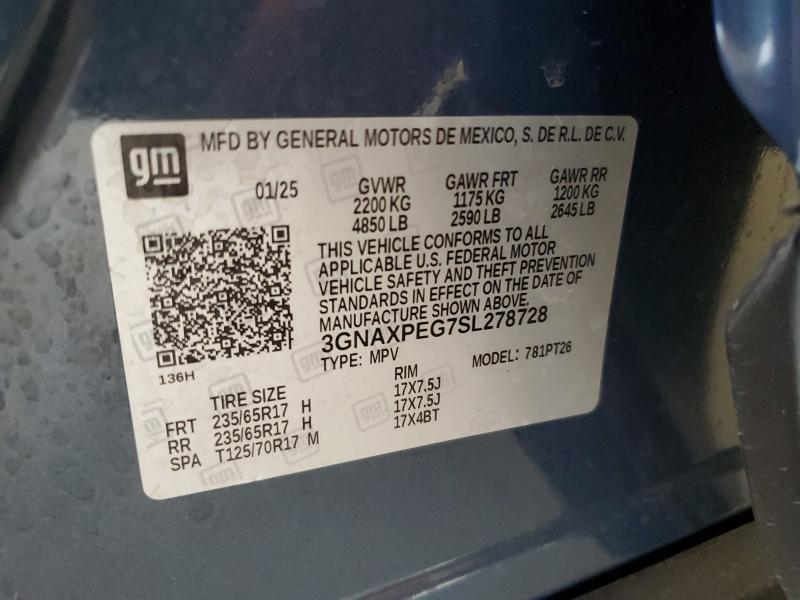 gm
MFD BY GENERAL MOTORS DE MEXICO, S. DE R.L. DE C.V.
01/25 GVWR GAWR FRT GAWR RR
2200 KG 1175 KG 1200 KG
4850 LB 2590 LB 2645 LB
THIS VEHICLE CONFORMS TO ALL
APPLICABLE U.S. FEDERAL MOTOR
VEHICLE SAFETY AND THEFT PREVENTION
STANDARDS IN EFFECT ON THE DATE OF
MANUFACTURE SHOWN ABOVE.
3GNAXPEG7SL278728
TYPE: MPV MODEL: 781PT26
136H
TIRE SIZE RIM
FRT 235/65R17 H 17X7.5J
RR 235/65R17 H 17X7.5J
SPA T125/70R17 M 17X4BT